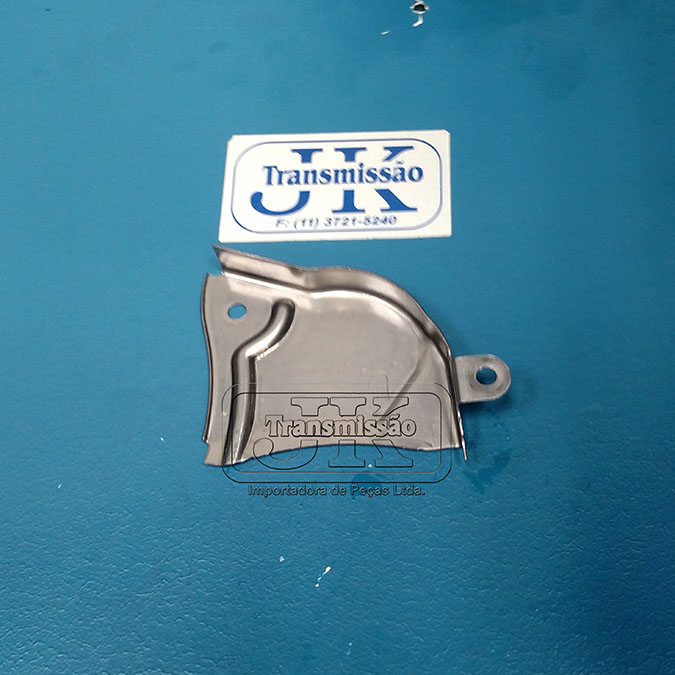 JK
Transmissão
F: (11) 3721-5240
JK
Transmissão
Importadora de Peças Ltda.